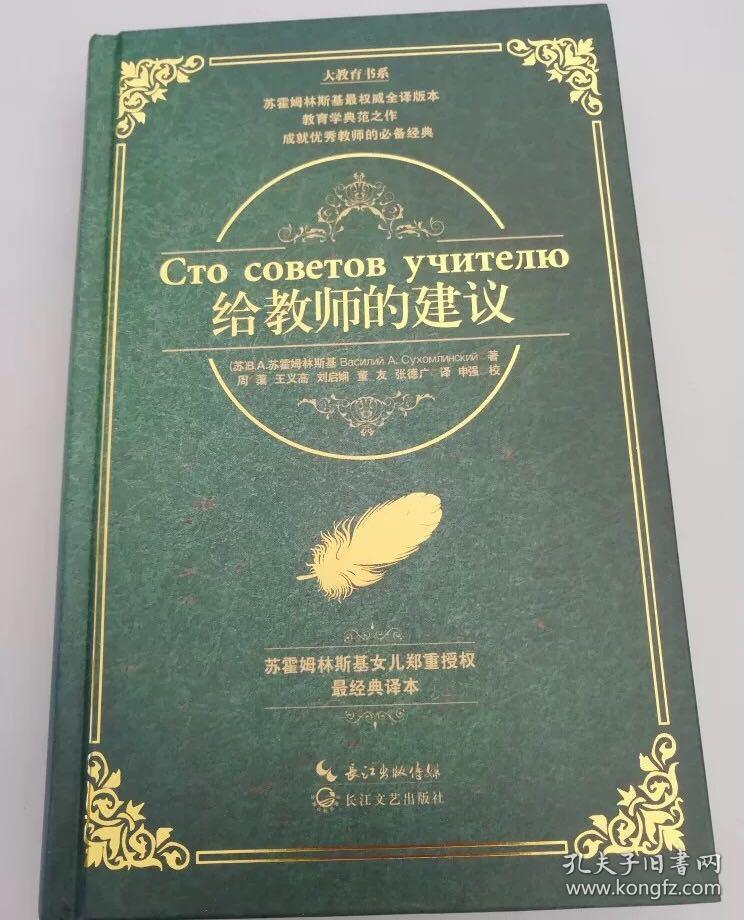 大教育书系
苏霍姆林斯基最权威全译版本
教育学典范之作
成就优秀教师的必备经典
Сто советов учителю
给教师的建议
[苏]В.А.苏霍姆林斯基 Василий А. Сухомлинский 著
周蕖 王义高 刘启娴 董友 张德广 译 申强 校
苏霍姆林斯基女儿郑重授权
最经典译本
长江出版传媒
长江文艺出版社
孔夫子旧书网
www.kongfz.com